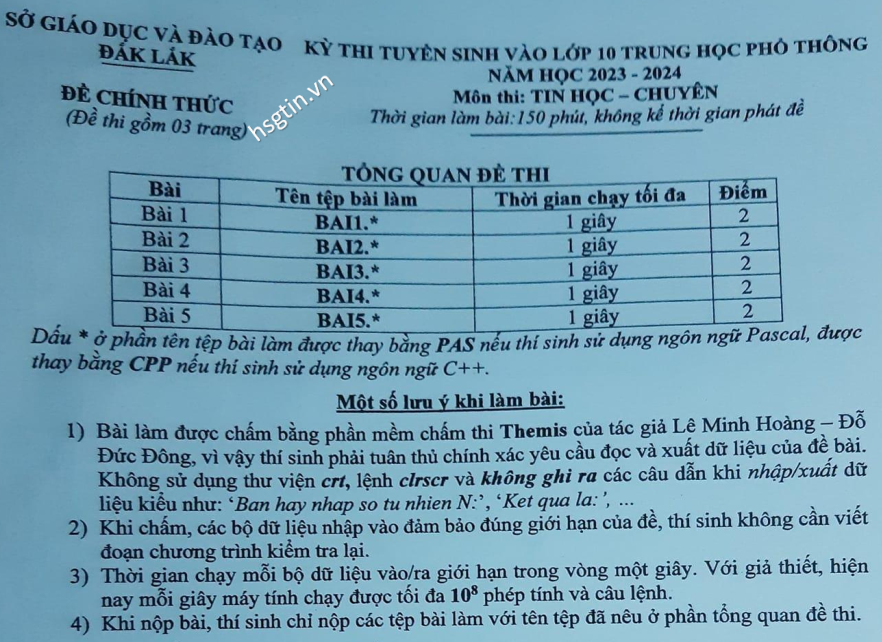 SỞ GIÁO DỤC VÀ ĐÀO TẠO
ĐẮK LẮK
KỲ THI TUYỂN SINH VÀO LỚP 10 TRUNG HỌC PHỔ THÔNG
NĂM HỌC 2023 - 2024
ĐỀ CHÍNH THỨC
(Đề thi gồm 03 trang)
hsgtin.vn
Môn thi: TIN HỌC – CHUYÊN
Thời gian làm bài:150 phút, không kể thời gian phát đề
TỔNG QUAN ĐỀ THI
Bài Tên tệp bài làm Thời gian chạy tối đa Điểm
Bài 1 BAI1.* 1 giây 2
Bài 2 BAI2.* 1 giây 2
Bài 3 BAI3.* 1 giây 2
Bài 4 BAI4.* 1 giây 2
Bài 5 BAI5.* 1 giây 2
Dấu * ở phần tên tệp bài làm được thay bằng PAS nếu thí sinh sử dụng ngôn ngữ Pascal, được
thay bằng CPP nếu thí sinh sử dụng ngôn ngữ C++.
Một số lưu ý khi làm bài:
1) Bài làm được chấm bằng phần mềm chấm thi Themis của tác giả Lê Minh Hoàng – Đỗ
Đức Đông, vì vậy thí sinh phải tuân thủ chính xác yêu cầu đọc và xuất dữ liệu của đề bài.
Không sử dụng thư viện crt, lệnh clrscr và không ghi ra các câu dẫn khi nhập/xuất dữ
liệu kiểu như: ‘Ban hay nhap so tu nhien N:’, ‘Ket qua la:’, ...
2) Khi chấm, các bộ dữ liệu nhập vào đảm bảo đúng giới hạn của đề, thí sinh không cần viết
đoạn chương trình kiểm tra lại.
3) Thời gian chạy mỗi bộ dữ liệu vào/ra giới hạn trong vòng một giây. Với giả thiết, hiện
nay mỗi giây máy tính chạy được tối đa 10⁸ phép tính và câu lệnh.
4) Khi nộp bài, thí sinh chỉ nộp các tệp bài làm với tên tệp đã nêu ở phần tổng quan đề thi.